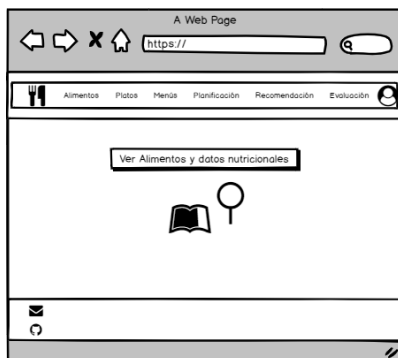 A Web Page
https://
Alimentos Platos Menús Planificación Recomendación Evaluación
Ver Alimentos y datos nutricionales